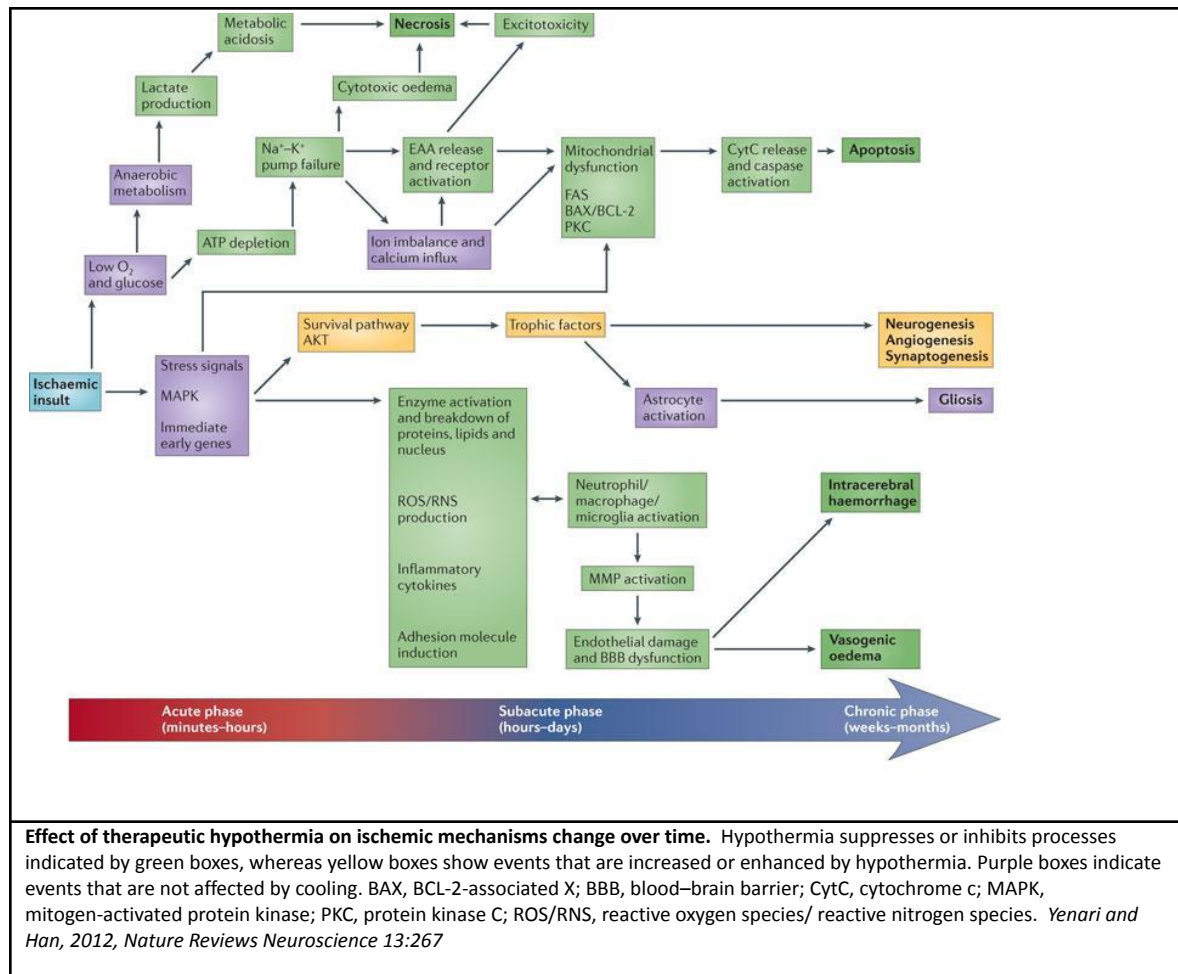 Metabolic
acidosis
Necrosis
Excitotoxicity
Lactate
production
Cytotoxic oedema
Na⁺–K⁺
pump failure
EAA release
and receptor
activation
Mitochondrial
dysfunction
FAS
BAX/BCL-2
PKC
CytC release
and caspase
activation
Apoptosis
Anaerobic
metabolism
ATP depletion
Ion imbalance and
calcium influx
Low O₂
and glucose
Survival pathway
AKT
Trophic factors
Neurogenesis
Angiogenesis
Synaptogenesis
Ischaemic
insult
Stress signals
MAPK
Immediate
early genes
Astrocyte
activation
Gliosis
Enzyme activation
and breakdown of
proteins, lipids and
nucleus
ROS/RNS
production
Inflammatory
cytokines
Adhesion molecule
induction
Neutrophil/
macrophage/
microglia activation
MMP activation
Endothelial damage
and BBB dysfunction
Intracerebral
haemorrhage
Vasogenic
oedema
Acute phase
(minutes–hours)
Subacute phase
(hours–days)
Chronic phase
(weeks–months)
Effect of therapeutic hypothermia on ischemic mechanisms change over time. Hypothermia suppresses or inhibits processes
indicated by green boxes, whereas yellow boxes show events that are increased or enhanced by hypothermia. Purple boxes indicate
events that are not affected by cooling. BAX, BCL-2-associated X; BBB, blood–brain barrier; CytC, cytochrome c; MAPK,
mitogen-activated protein kinase; PKC, protein kinase C; ROS/RNS, reactive oxygen species/ reactive nitrogen species. Yenari and
Han, 2012, Nature Reviews Neuroscience 13:267